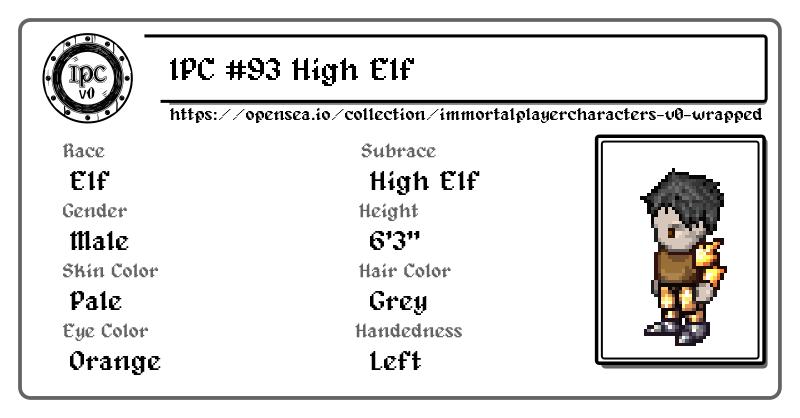 IPC v0
IPC #93 High Elf
https://opensea.io/collection/immortalplayercharacters-v0-wrapped
Race
Elf
Subrace
High Elf
Gender
Male
Height
6'3"
Skin Color
Pale
Hair Color
Grey
Eye Color
Orange
Handedness
Left